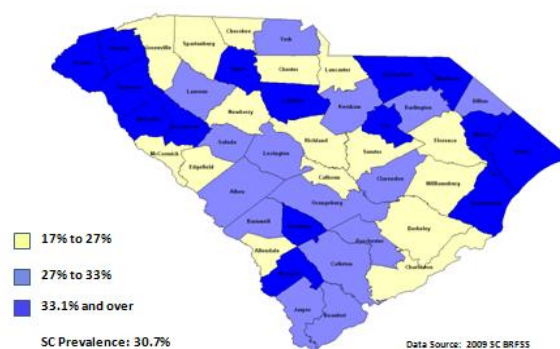 Cherokee
York
Greenville
Spartanburg
Chester
Lancaster
Laurens
Newberry
Kershaw
Darlington
Dillon
Saluda
Lexington
Richland
Sumter
Florence
McCormick
Edgefield
Calhoun
Clarendon
Williamsburg
Aiken
Orangeburg
Barnwell
Berkeley
Dorchester
Allendale
Colleton
Charleston
Jasper
Beaufort
17% to 27%
27% to 33%
33.1% and over
SC Prevalence: 30.7%
Data Source: 2009 SC BRFSS